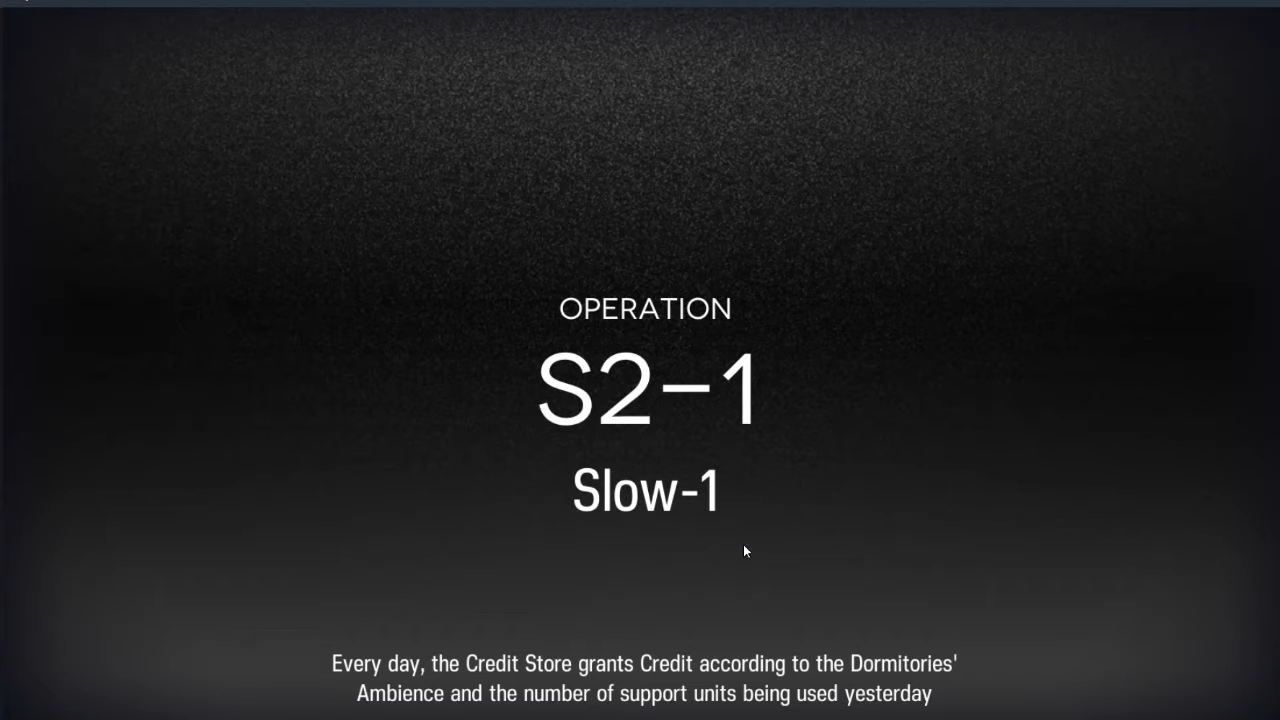 OPERATION
S2-1
Slow-1
Every day, the Credit Store grants Credit according to the Dormitories'
Ambience and the number of support units being used yesterday